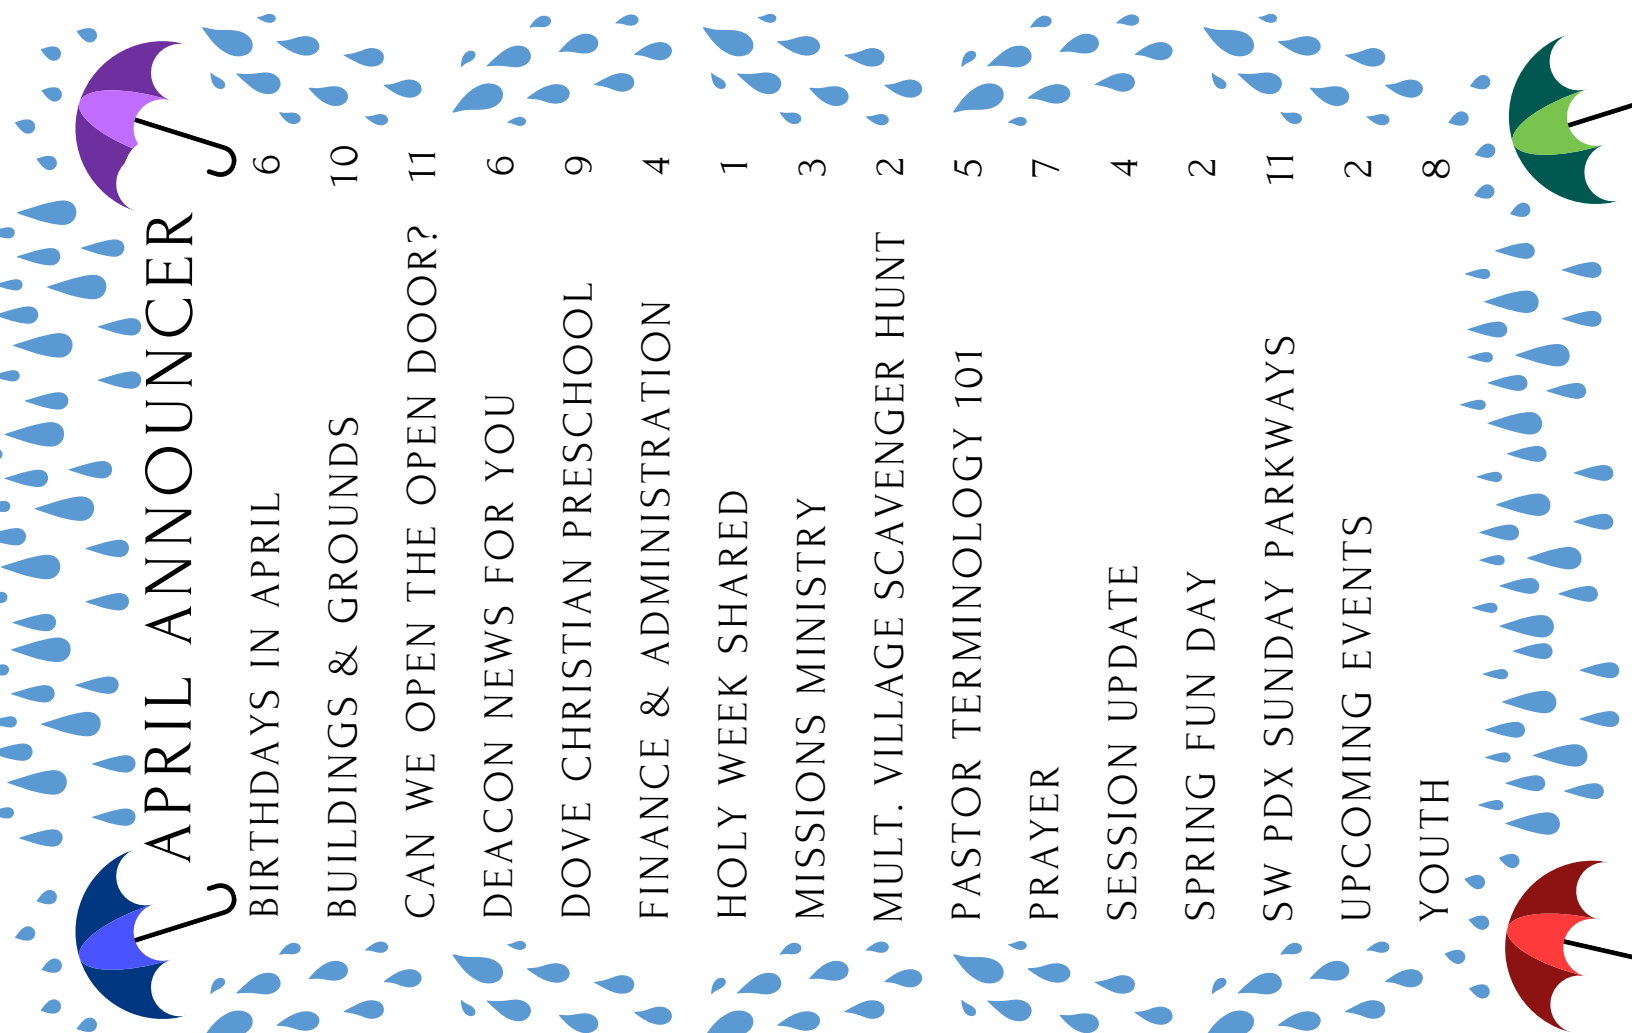 APRIL ANNOUNCER
BIRTHDAYS IN APRIL 6
BUILDINGS & GROUNDS 10
CAN WE OPEN THE OPEN DOOR? 11
DEACON NEWS FOR YOU 6
DOVE CHRISTIAN PRESCHOOL 9
FINANCE & ADMINISTRATION 4
HOLY WEEK SHARED 1
MISSIONS MINISTRY 3
MULT. VILLAGE SCAVENGER HUNT 2
PASTOR TERMINOLOGY 101 5
PRAYER 7
SESSION UPDATE 4
SPRING FUN DAY 2
SW PDX SUNDAY PARKWAYS 11
UPCOMING EVENTS 2
YOUTH 8